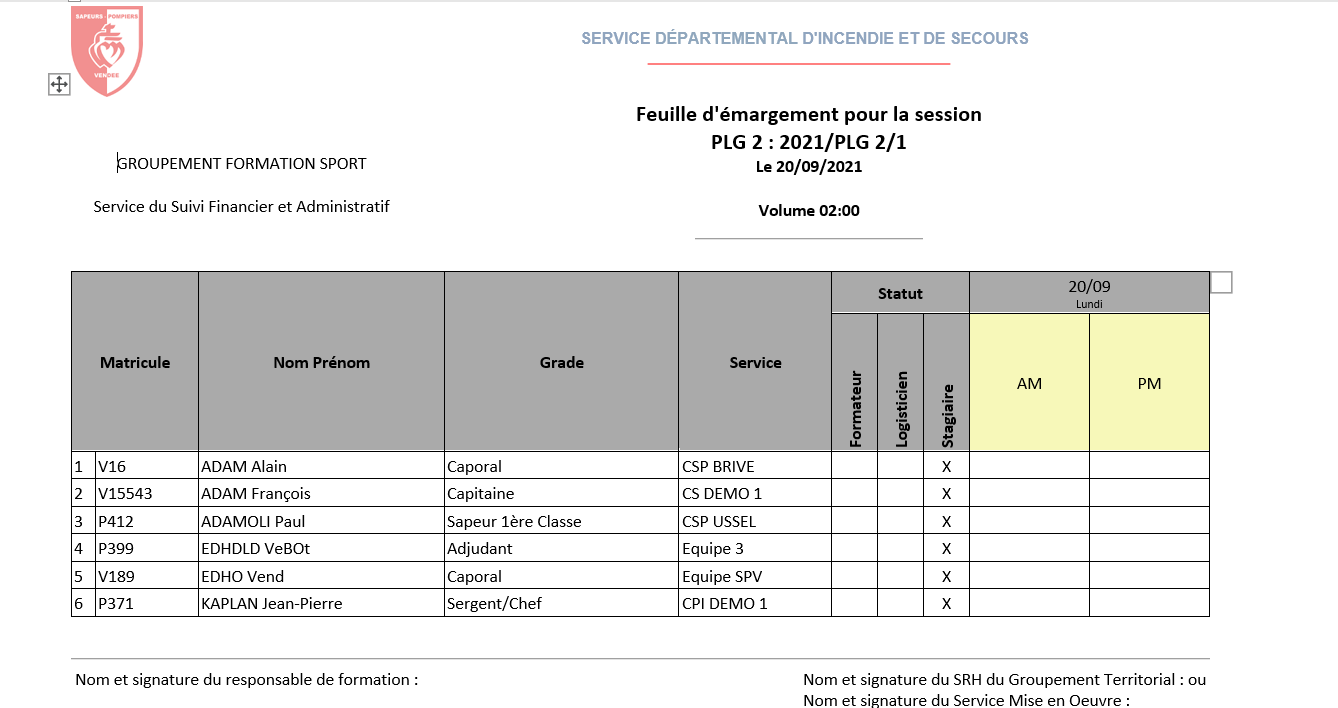 SAPEURS POMPIERS
VENDEE
SERVICE DÉPARTEMENTAL D'INCENDIE ET DE SECOURS
Feuille d'émargement pour la session
PLG 2 : 2021/PLG 2/1
Le 20/09/2021
GROUPEMENT FORMATION SPORT
Service du Suivi Financier et Administratif
Volume 02:00
Matricule Nom Prénom Grade Service Statut 20/09
Lundi
Formateur Logisticien Stagiaire AM PM
1 V16 ADAM Alain Caporal CSP BRIVE X
2 V15543 ADAM François Capitaine CS DEMO 1 X
3 P412 ADAMOLI Paul Sapeur 1ère Classe CSP USSEL X
4 P399 EDHDLD VeBOt Adjudant Equipe 3 X
5 V189 EDHO Vend Caporal Equipe SPV X
6 P371 KAPLAN Jean-Pierre Sergent/Chef CPI DEMO 1 X
Nom et signature du responsable de formation : Nom et signature du SRH du Groupement Territorial : ou
Nom et signature du Service Mise en Oeuvre :